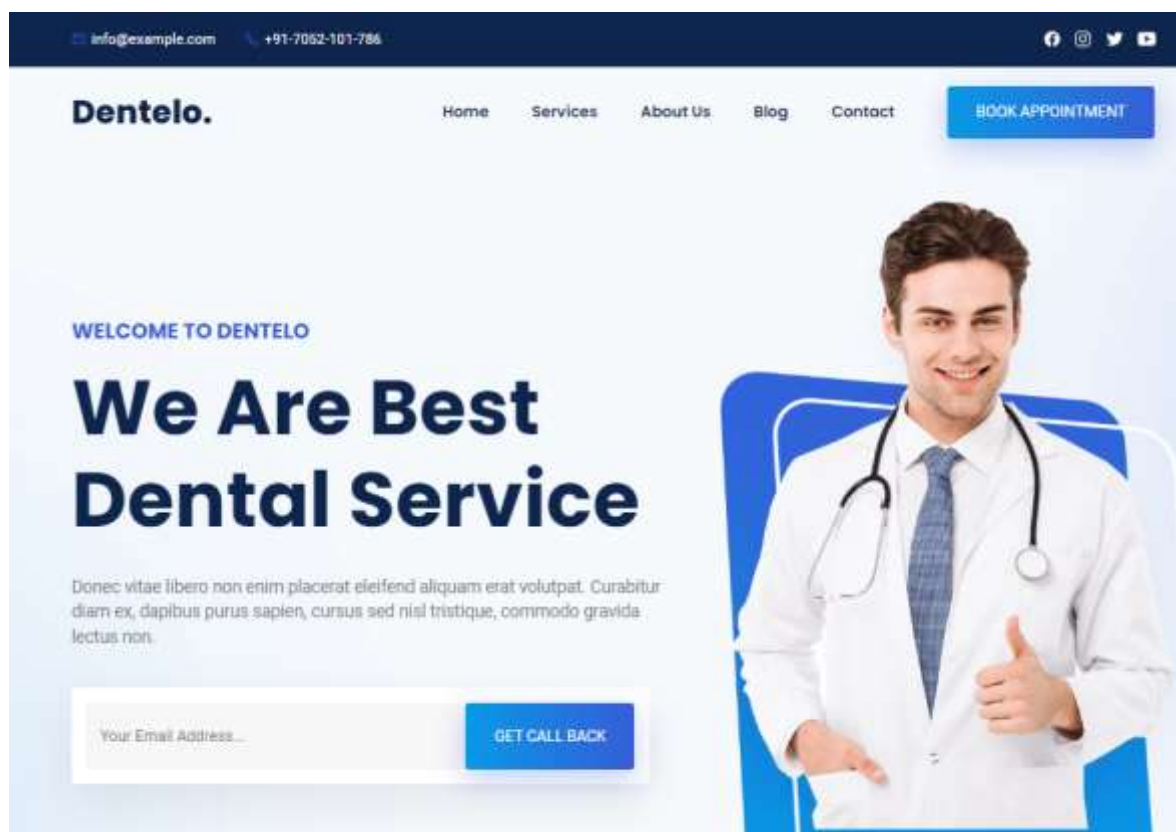 info@example.com +91-7052-101-786
Dentelo. Home Services About Us Blog Contact BOOK APPOINTMENT
WELCOME TO DENTELO
We Are Best
Dental Service
Donec vitae libero non enim placerat eleifend aliquam erat volutpat. Curabitur
diam ex, dapibus purus sapien, cursus sed nisl tristique, commodo gravida
lectus non.
Your Email Address... GET CALL BACK